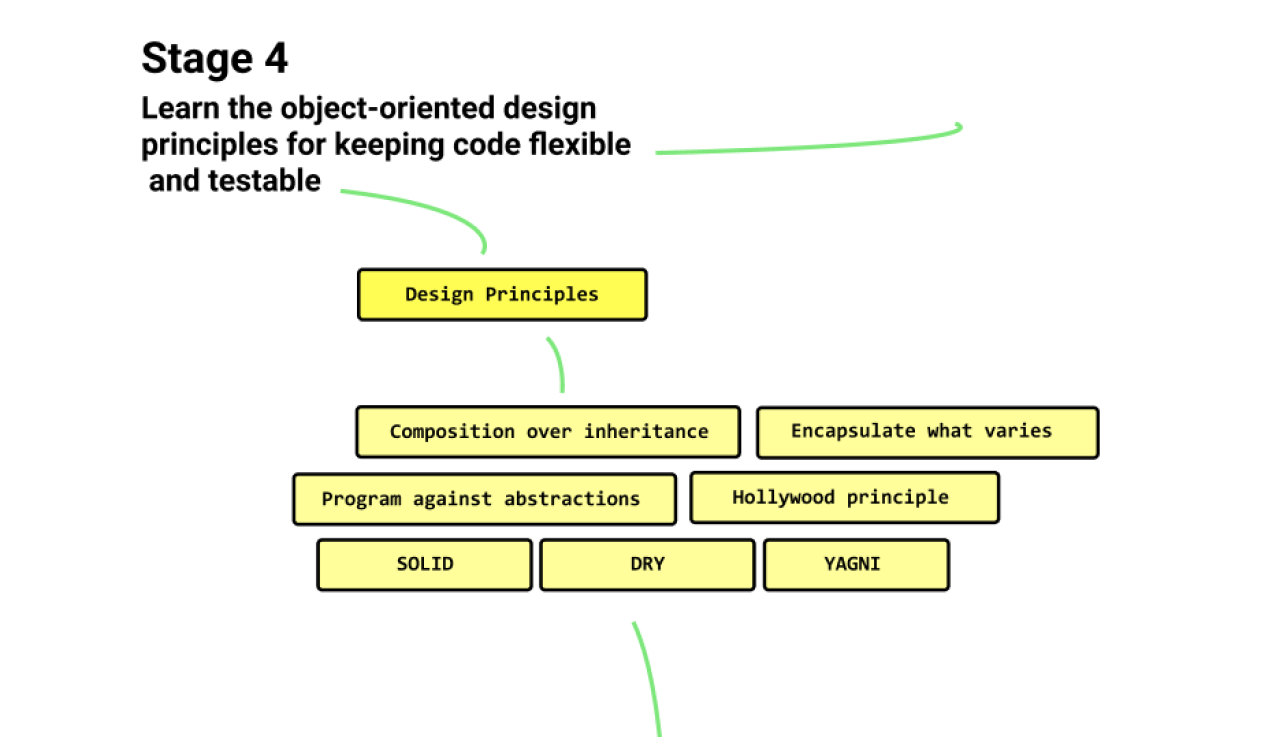 Stage 4
Learn the object-oriented design
principles for keeping code flexible
and testable
Design Principles
Composition over inheritance
Encapsulate what varies
Program against abstractions
Hollywood principle
SOLID
DRY
YAGNI